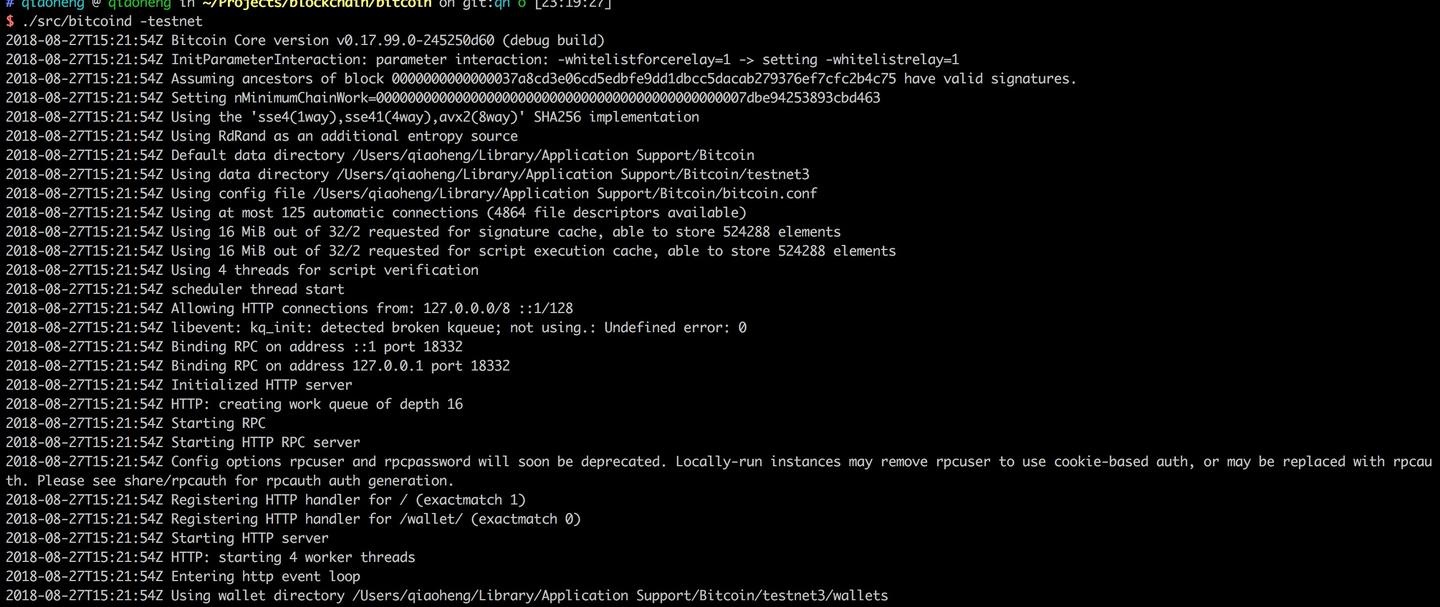 # qiaoheng @ qiaoheng in ~/Projects/blockchain/bitcoin on git:qh o [23:19:27]
$ ./src/bitcoind -testnet
2018-08-27T15:21:54Z Bitcoin Core version v0.17.99.0-245250d60 (debug build)
2018-08-27T15:21:54Z InitParameterInteraction: parameter interaction: -whitelistforcerelay=1 -> setting -whitelistrelay=1
2018-08-27T15:21:54Z Assuming ancestors of block 0000000000000037a8cd3e06cd5edbfe9dd1dbcc5dacab279376ef7cfc2b4c75 have valid signatures.
2018-08-27T15:21:54Z Setting nMinimumChainWork=00000000000000000000000000000000000000000000007dbe94253893cbd463
2018-08-27T15:21:54Z Using the 'sse4(1way),sse41(4way),avx2(8way)' SHA256 implementation
2018-08-27T15:21:54Z Using RdRand as an additional entropy source
2018-08-27T15:21:54Z Default data directory /Users/qiaoheng/Library/Application Support/Bitcoin
2018-08-27T15:21:54Z Using data directory /Users/qiaoheng/Library/Application Support/Bitcoin/testnet3
2018-08-27T15:21:54Z Using config file /Users/qiaoheng/Library/Application Support/Bitcoin/bitcoin.conf
2018-08-27T15:21:54Z Using at most 125 automatic connections (4864 file descriptors available)
2018-08-27T15:21:54Z Using 16 MiB out of 32/2 requested for signature cache, able to store 524288 elements
2018-08-27T15:21:54Z Using 16 MiB out of 32/2 requested for script execution cache, able to store 524288 elements
2018-08-27T15:21:54Z Using 4 threads for script verification
2018-08-27T15:21:54Z scheduler thread start
2018-08-27T15:21:54Z Allowing HTTP connections from: 127.0.0.0/8 ::1/128
2018-08-27T15:21:54Z libevent: kq_init: detected broken kqueue; not using.: Undefined error: 0
2018-08-27T15:21:54Z Binding RPC on address ::1 port 18332
2018-08-27T15:21:54Z Binding RPC on address 127.0.0.1 port 18332
2018-08-27T15:21:54Z Initialized HTTP server
2018-08-27T15:21:54Z HTTP: creating work queue of depth 16
2018-08-27T15:21:54Z Starting RPC
2018-08-27T15:21:54Z Starting HTTP RPC server
2018-08-27T15:21:54Z Config options rpcuser and rpcpassword will soon be deprecated. Locally-run instances may remove rpcuser to use cookie-based auth, or may be replaced with rpcau
th. Please see share/rpcauth for rpcauth auth generation.
2018-08-27T15:21:54Z Registering HTTP handler for / (exactmatch 1)
2018-08-27T15:21:54Z Registering HTTP handler for /wallet/ (exactmatch 0)
2018-08-27T15:21:54Z Starting HTTP server
2018-08-27T15:21:54Z HTTP: starting 4 worker threads
2018-08-27T15:21:54Z Entering http event loop
2018-08-27T15:21:54Z Using wallet directory /Users/qiaoheng/Library/Application Support/Bitcoin/testnet3/wallets